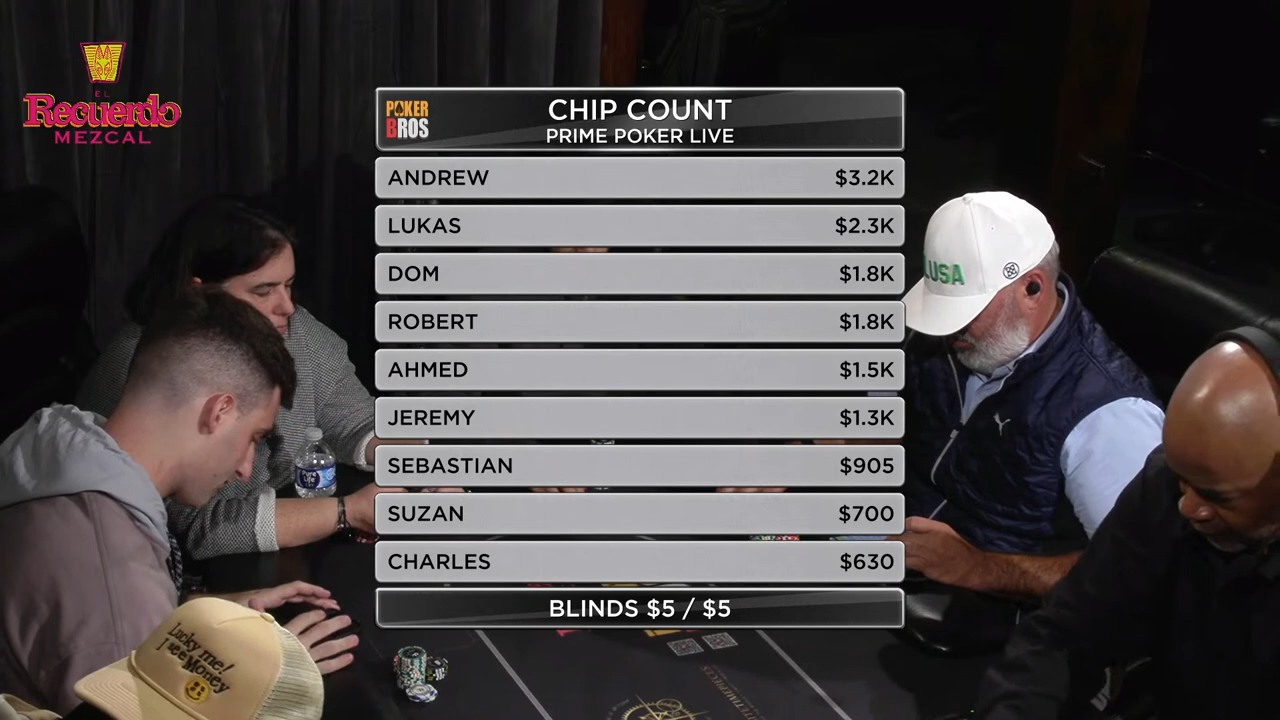 EL
Recuerdo
MEZCAL
POKER
BROS
CHIP COUNT
PRIME POKER LIVE
ANDREW $3.2K
LUKAS $2.3K
DOM $1.8K
ROBERT $1.8K
AHMED $1.5K
JEREMY $1.3K
SEBASTIAN $905
SUZAN $700
CHARLES $630
BLINDS $5 / $5
USA
Pure
Life
Lucky me!
I see Money